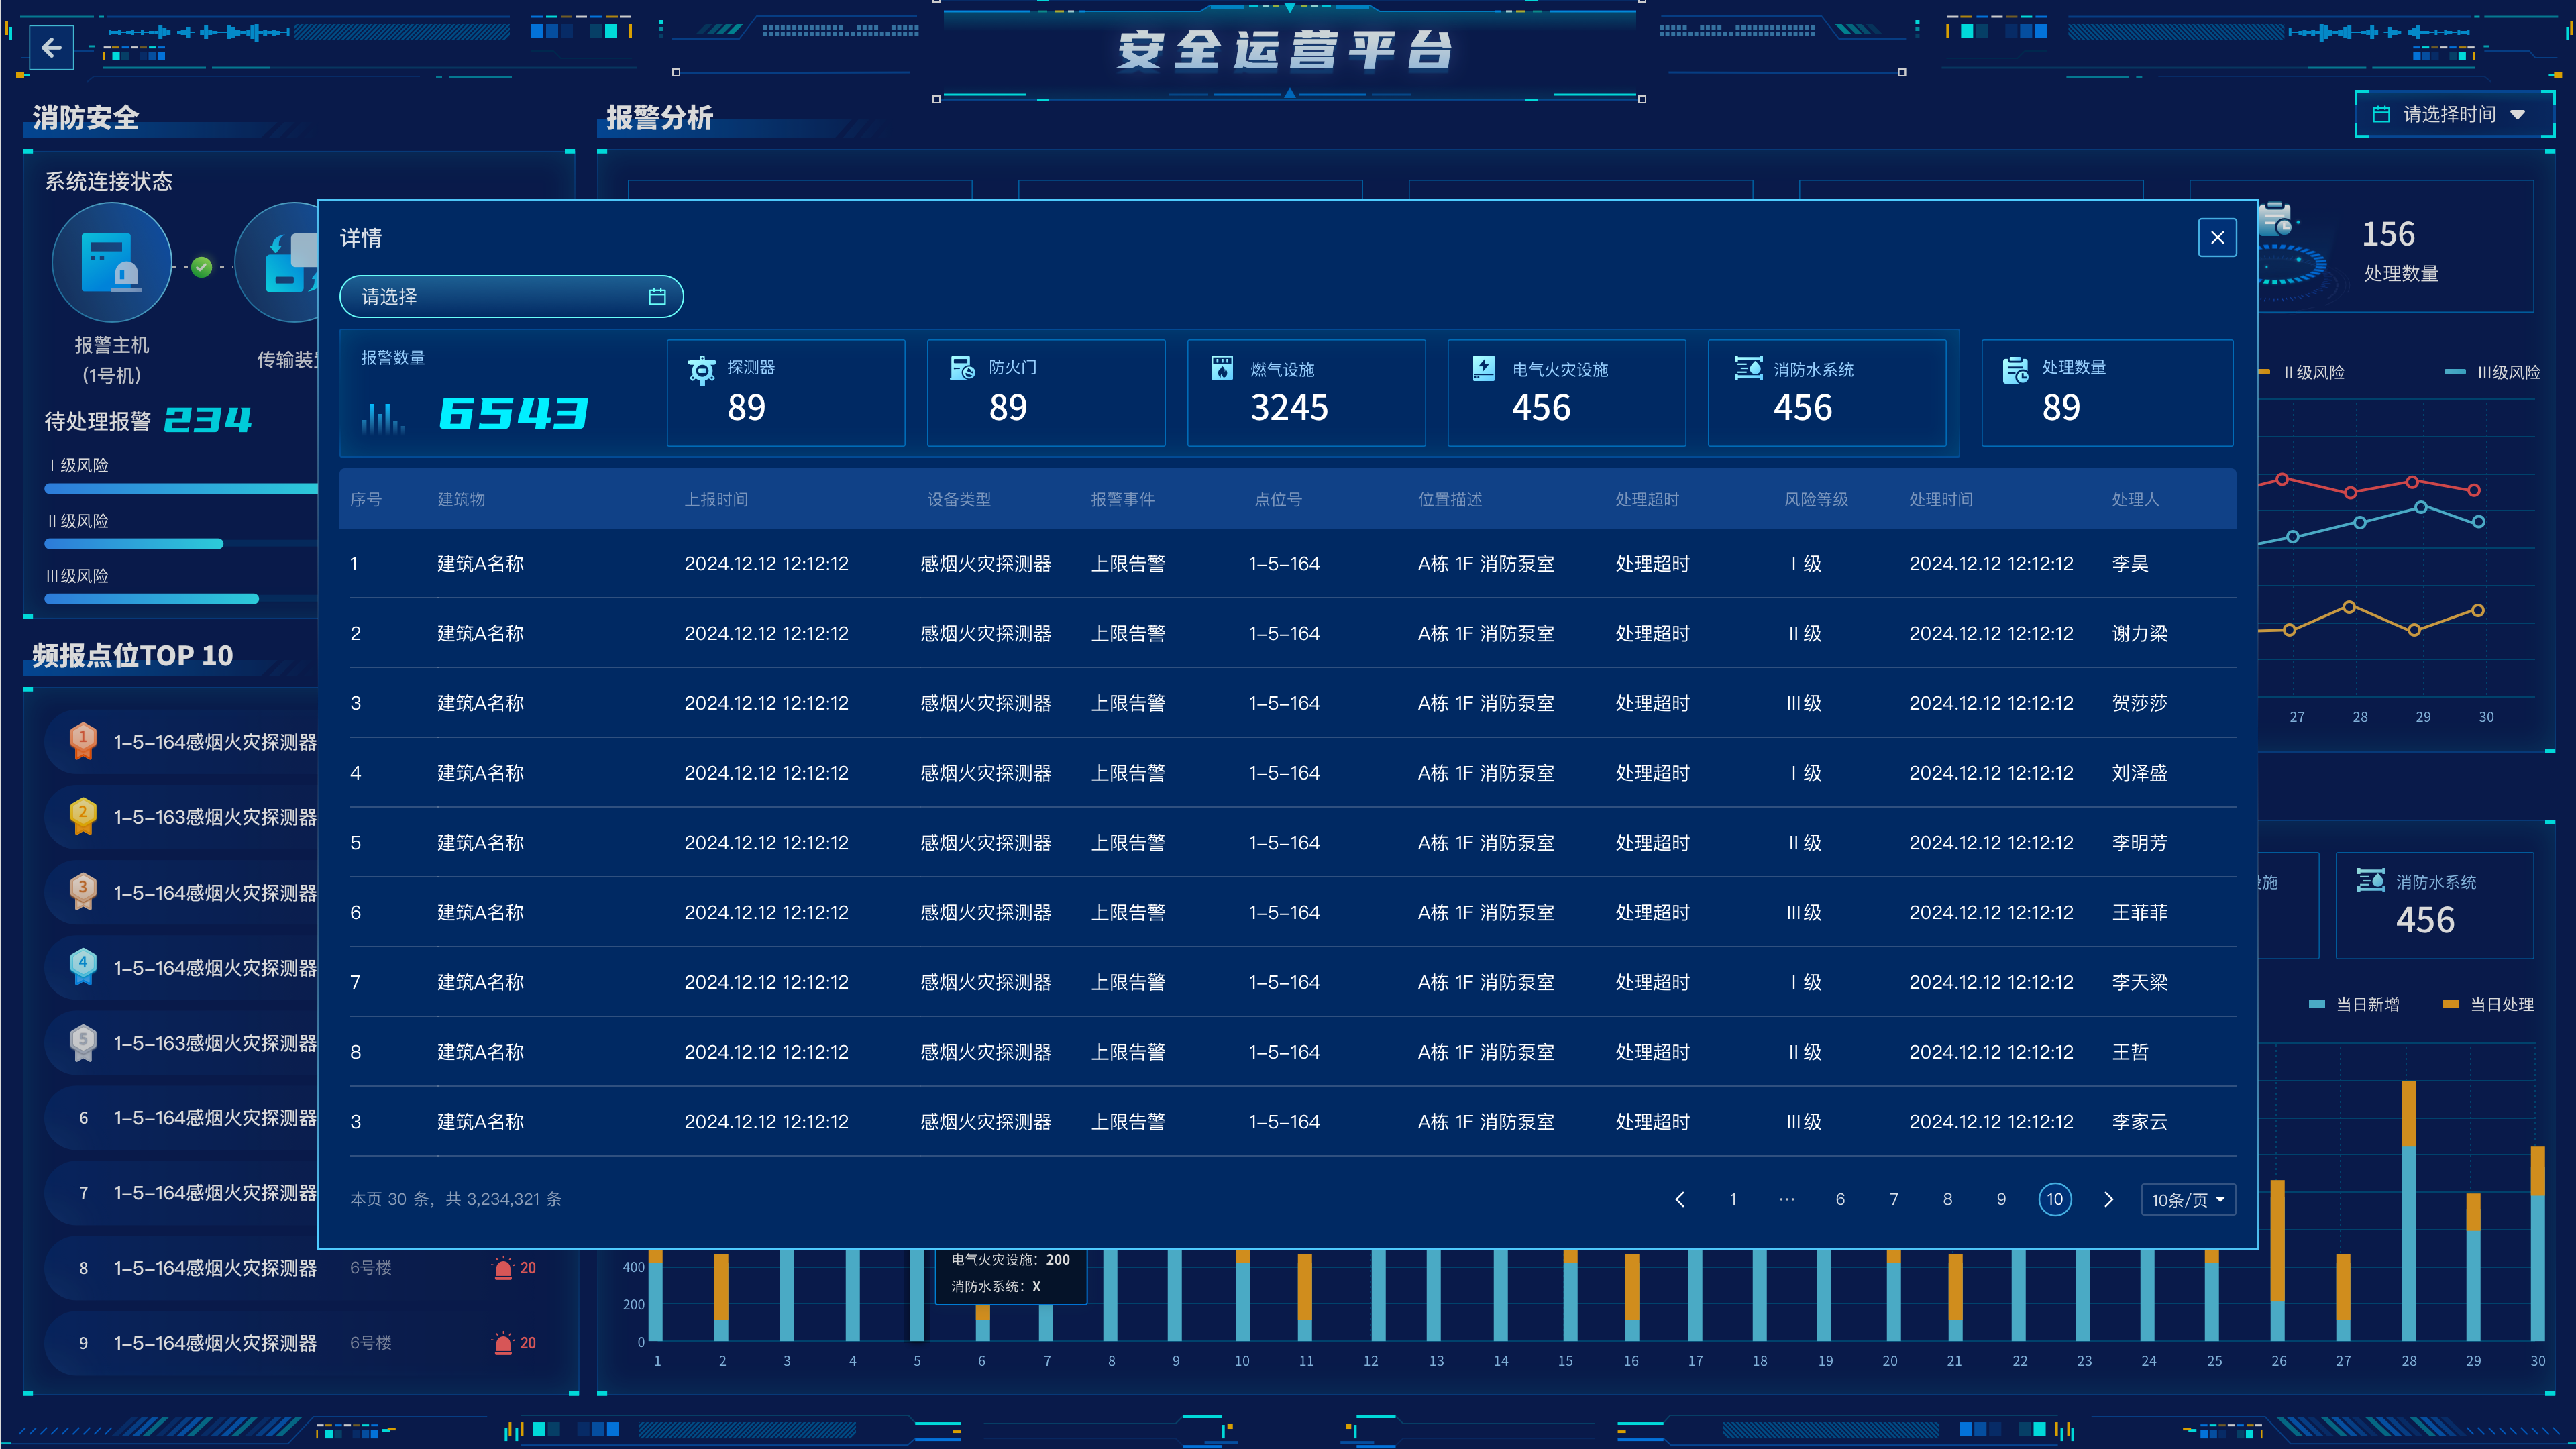 安全运营平台
消防安全
报警分析
请选择时间
系统连接状态
报警主机
(1号机)
传输装
待处理报警 234
I 级风险
II 级风险
III级风险
156
处理数量
II 级风险
III级风险
27 28 29 30
详情
请选择
报警数量
6543
探测器
89
防火门
89
燃气设施
3245
电气火灾设施
456
消防水系统
456
处理数量
89
序号 建筑物 上报时间 设备类型 报警事件 点位号 位置描述 处理超时 风险等级 处理时间 处理人
1 建筑A名称 2024.12.12 12:12:12 感烟火灾探测器 上限告警 1-5-164 A栋 1F 消防泵室 处理超时 I 级 2024.12.12 12:12:12 李昊
2 建筑A名称 2024.12.12 12:12:12 感烟火灾探测器 上限告警 1-5-164 A栋 1F 消防泵室 处理超时 II 级 2024.12.12 12:12:12 谢力梁
3 建筑A名称 2024.12.12 12:12:12 感烟火灾探测器 上限告警 1-5-164 A栋 1F 消防泵室 处理超时 III级 2024.12.12 12:12:12 贺莎莎
4 建筑A名称 2024.12.12 12:12:12 感烟火灾探测器 上限告警 1-5-164 A栋 1F 消防泵室 处理超时 I 级 2024.12.12 12:12:12 刘泽盛
5 建筑A名称 2024.12.12 12:12:12 感烟火灾探测器 上限告警 1-5-164 A栋 1F 消防泵室 处理超时 II 级 2024.12.12 12:12:12 李明芳
6 建筑A名称 2024.12.12 12:12:12 感烟火灾探测器 上限告警 1-5-164 A栋 1F 消防泵室 处理超时 III级 2024.12.12 12:12:12 王菲菲
7 建筑A名称 2024.12.12 12:12:12 感烟火灾探测器 上限告警 1-5-164 A栋 1F 消防泵室 处理超时 I 级 2024.12.12 12:12:12 李天梁
8 建筑A名称 2024.12.12 12:12:12 感烟火灾探测器 上限告警 1-5-164 A栋 1F 消防泵室 处理超时 II 级 2024.12.12 12:12:12 王哲
3 建筑A名称 2024.12.12 12:12:12 感烟火灾探测器 上限告警 1-5-164 A栋 1F 消防泵室 处理超时 III级 2024.12.12 12:12:12 李家云
本页 30 条，共 3,234,321 条
1 ··· 6 7 8 9 10 10条/页
频报点位TOP 10
1 1-5-164感烟火灾探测器
2 1-5-163感烟火灾探测器
3 1-5-164感烟火灾探测器
4 1-5-164感烟火灾探测器
5 1-5-163感烟火灾探测器
6 1-5-164感烟火灾探测器
7 1-5-164感烟火灾探测器
8 1-5-164感烟火灾探测器 6号楼 20
9 1-5-164感烟火灾探测器 6号楼 20
施
消防水系统
456
当日新增
当日处理
电气火灾设施：200
消防水系统：X
400
200
0
1 2 3 4 5 6 7 8 9 10 11 12 13 14 15 16 17 18 19 20 21 22 23 24 25 26 27 28 29 30